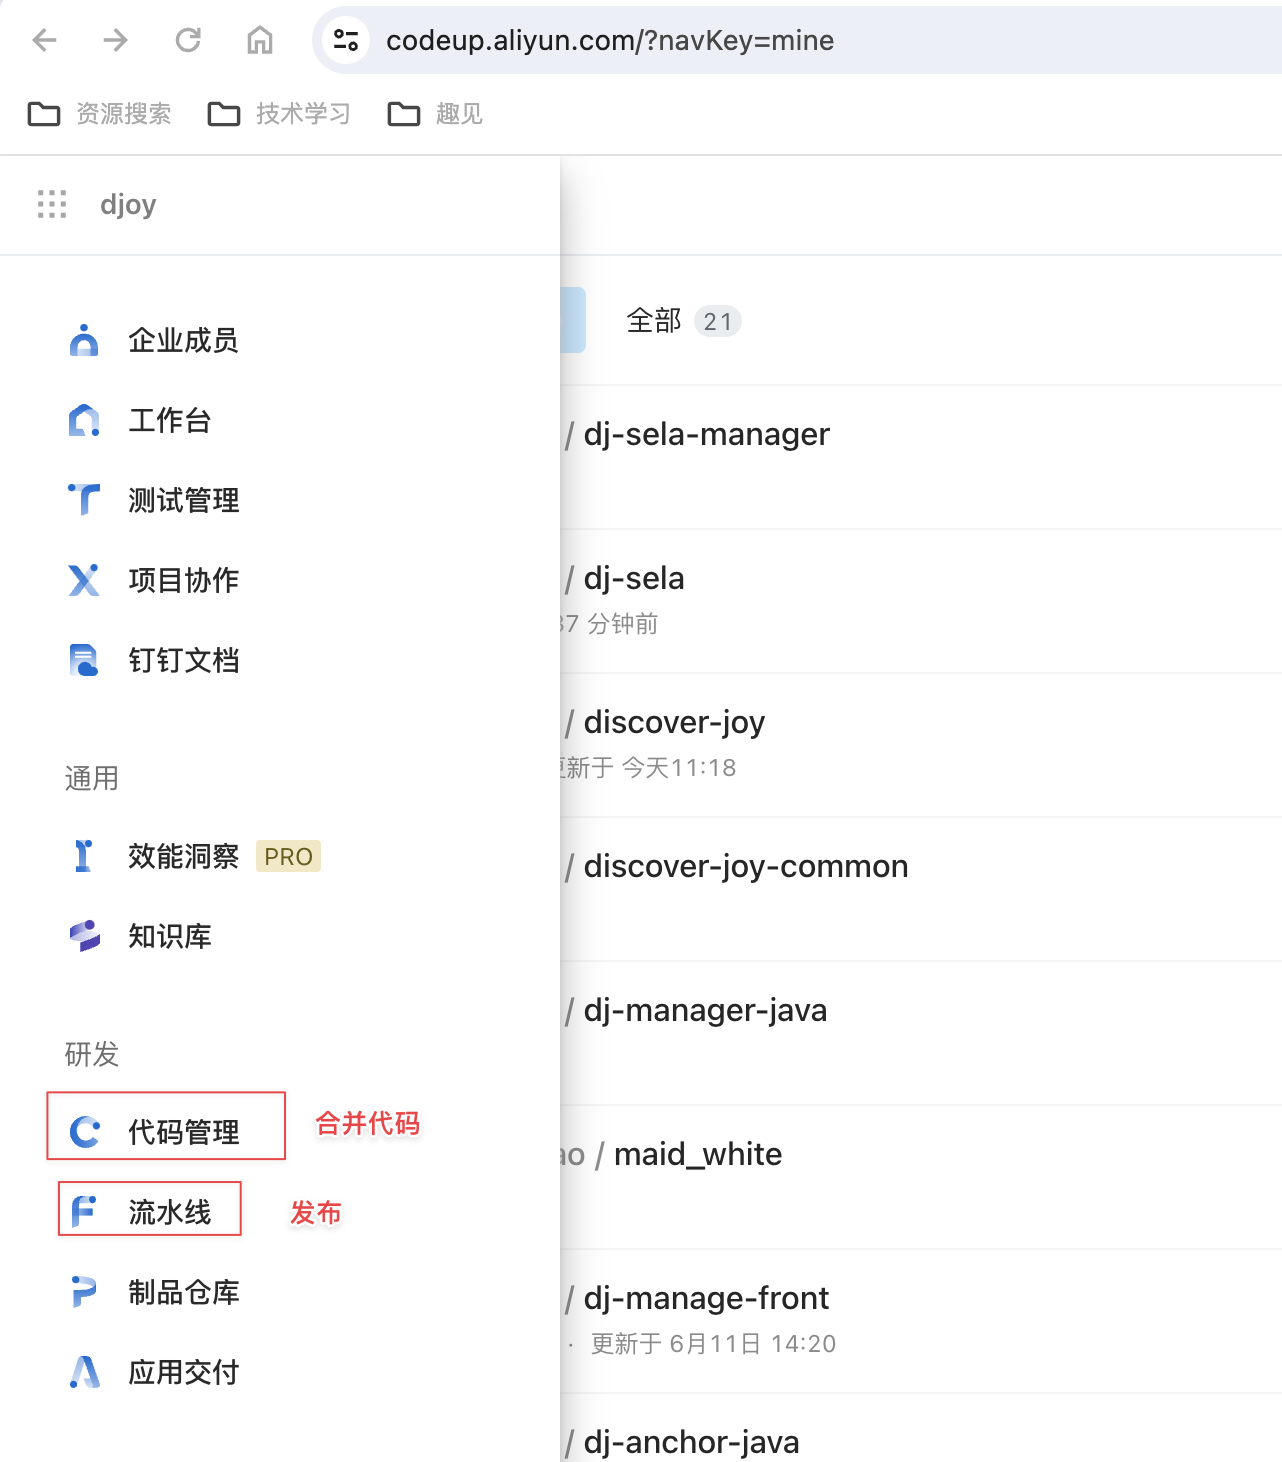 codeup.aliyun.com/?navKey=mine
资源搜索 技术学习 趣见
djoy
企业成员
工作台
测试管理
项目协作
钉钉文档
通用
效能洞察 PRO
知识库
研发
代码管理 合并代码
流水线 发布
制品仓库
应用交付
全部 21
/ dj-sela-manager
/ dj-sela
37 分钟前
/ discover-joy
更新于 今天11:18
/ discover-joy-common
/ dj-manager-java
ao / maid_white
/ dj-manage-front
· 更新于 6月11日 14:20
/ dj-anchor-java